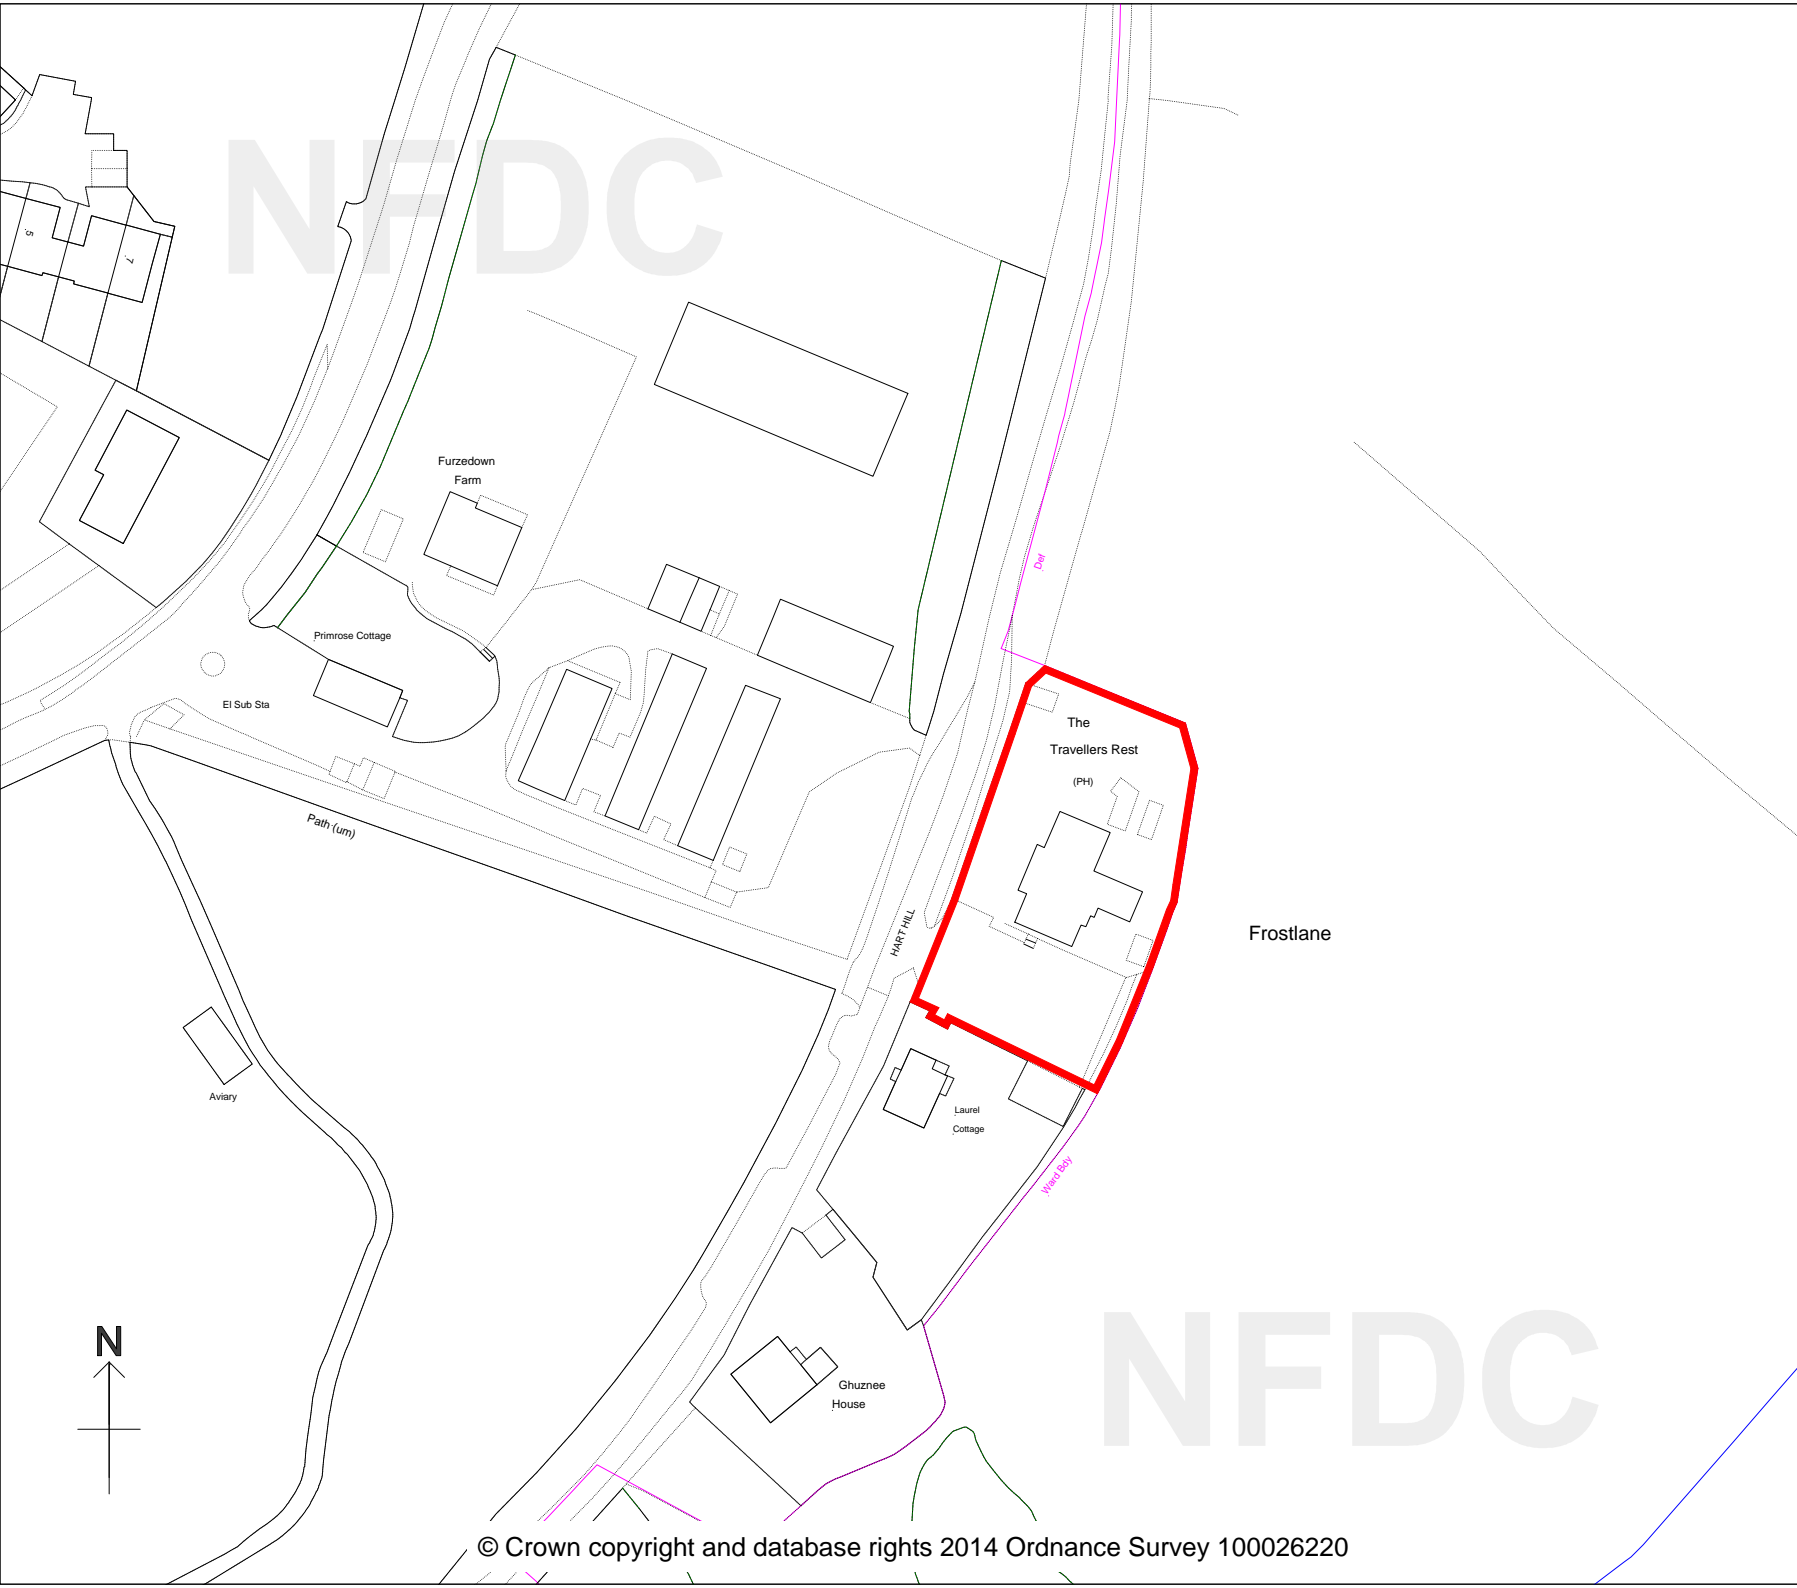 NFDC
5
7
Furzedown
Farm
Def
Primrose Cottage
El Sub Sta
The
Travellers Rest
(PH)
Path (um)
HART HILL
Frostlane
Aviary
Laurel
Cottage
Ward Bdy
N
NFDC
Ghuznee
House
© Crown copyright and database rights 2014 Ordnance Survey 100026220